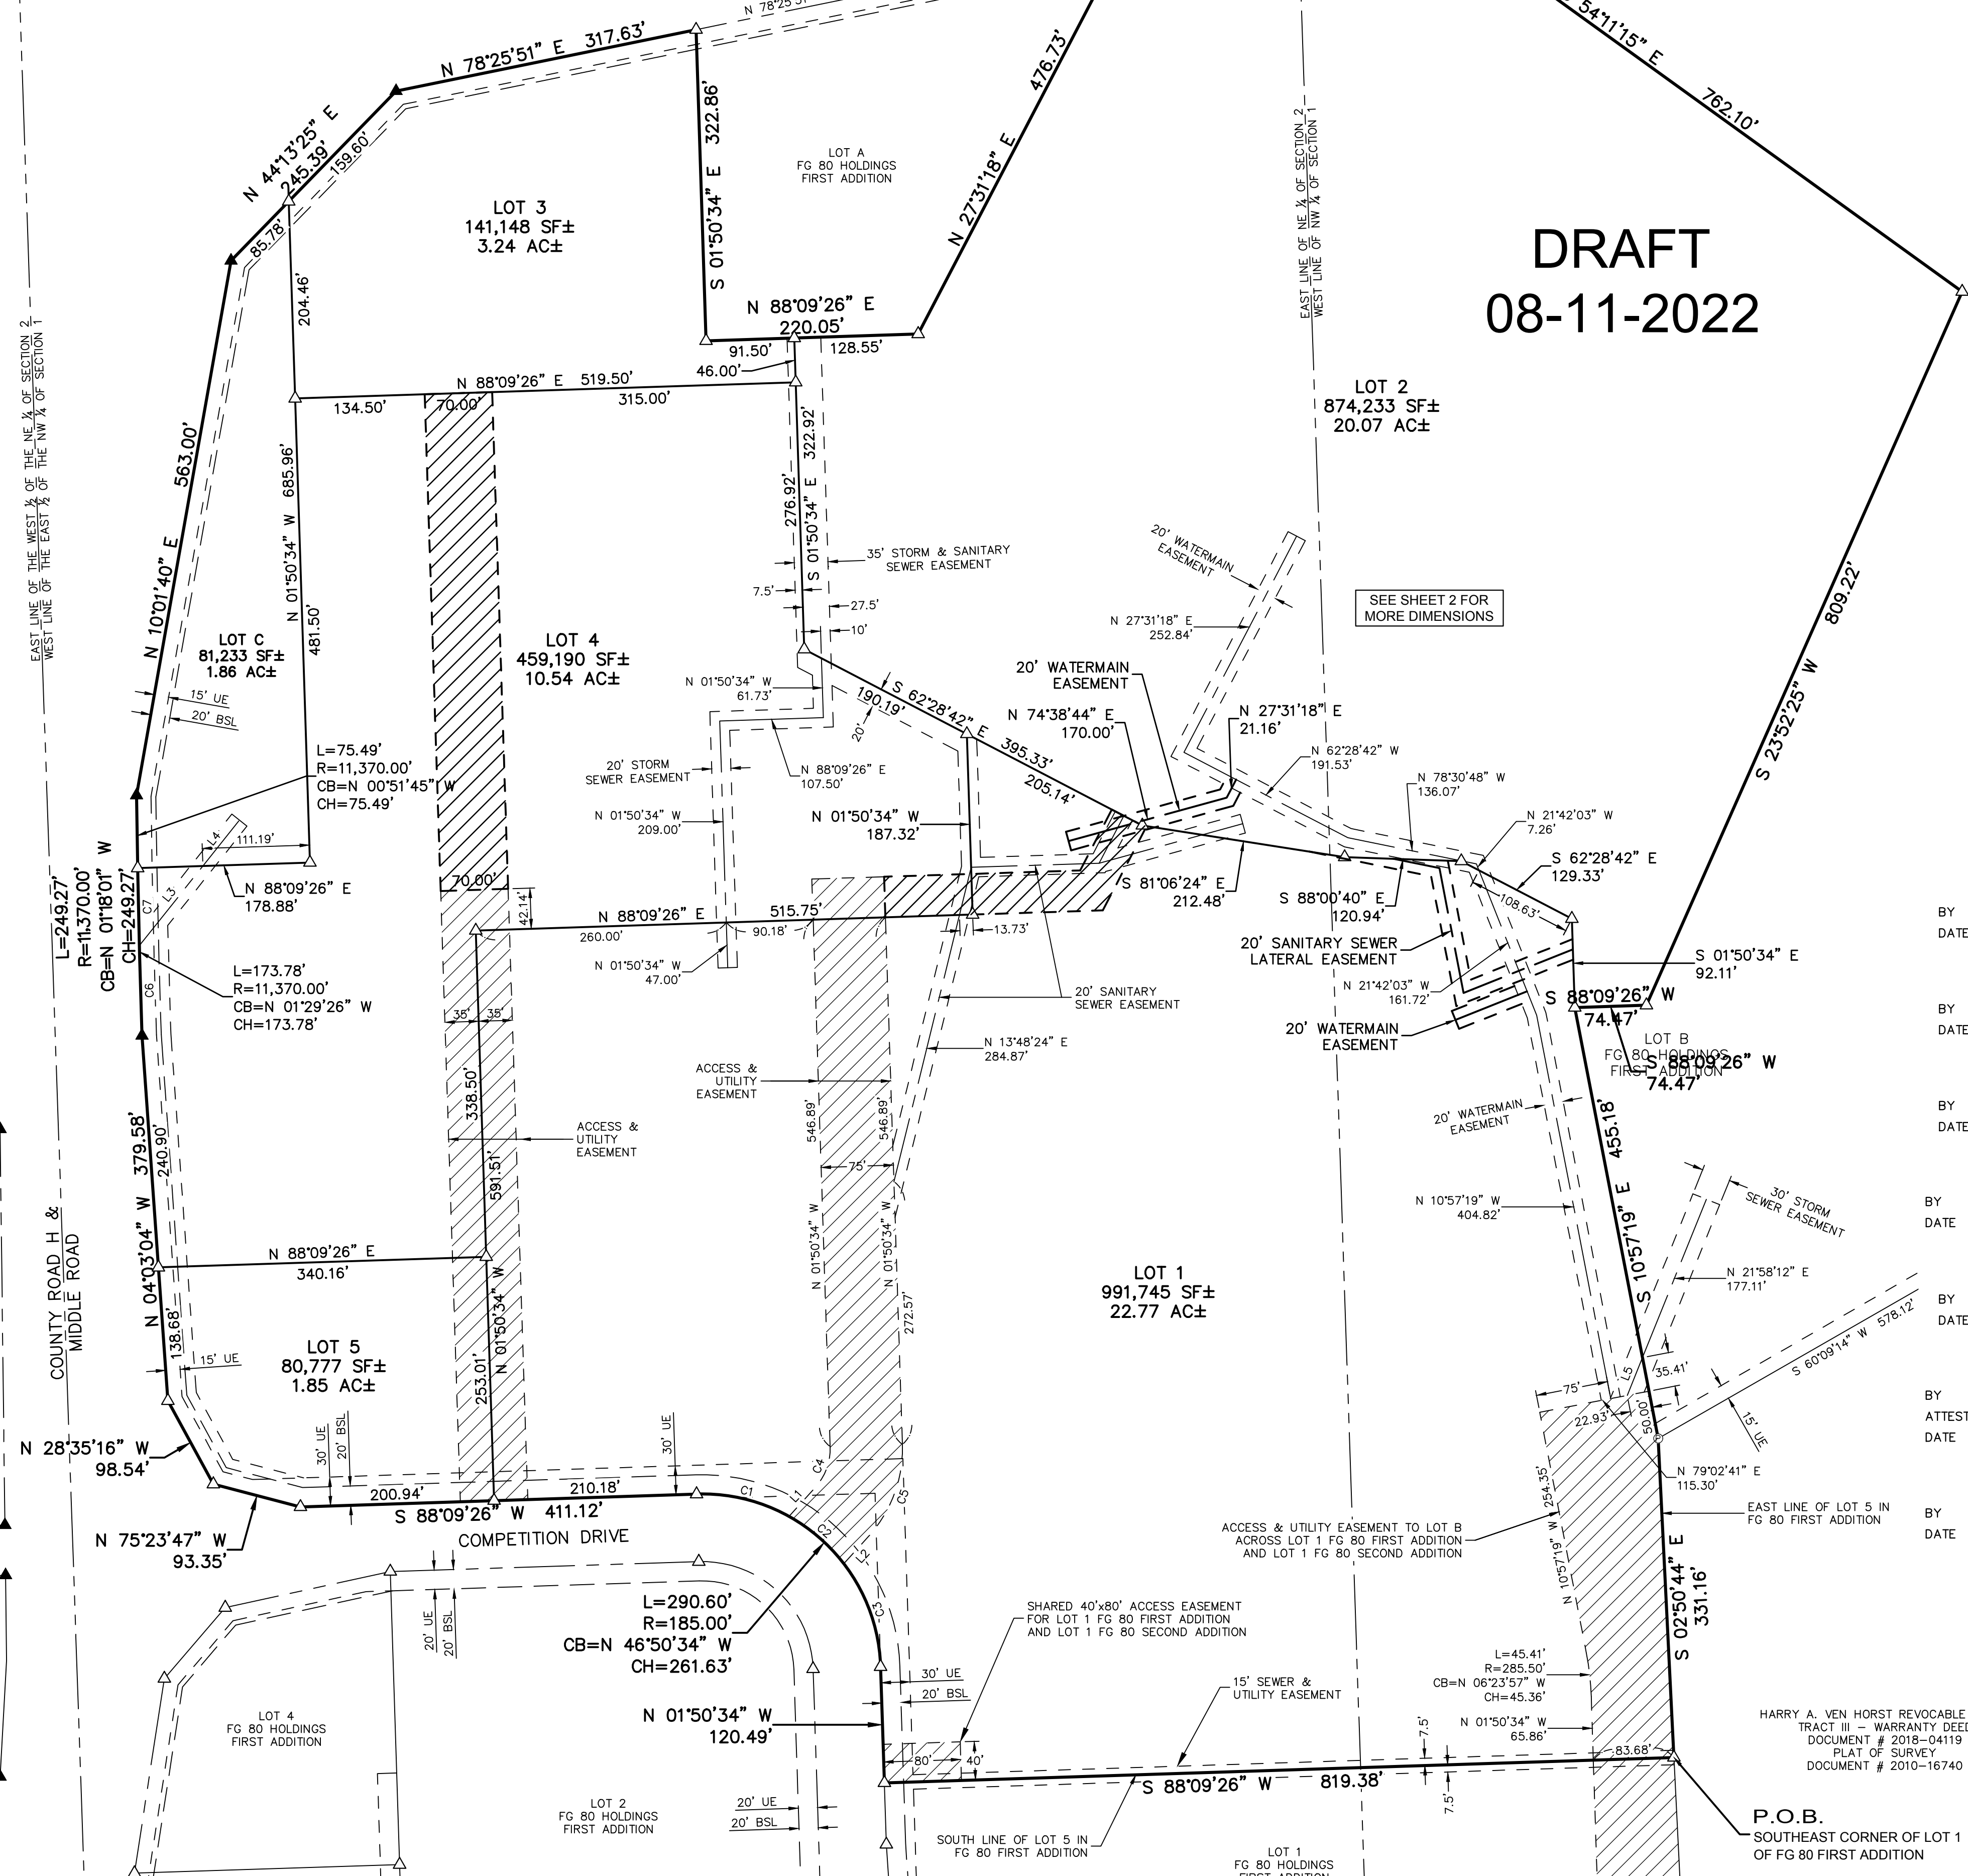 N 78°25'51" E 317.63'
N 44°13'25" E
245.39'
159.60'
85.78'
476.73'
N 27°31'18" E
54°11'15" E
762.10'
S 01°50'34" E 322.86'
LOT A
FG 80 HOLDINGS
FIRST ADDITION
LOT 3
141,148 SF±
3.24 AC±
EAST LINE OF NE ¼ OF SECTION 2
WEST LINE OF NW ¼ OF SECTION 1
DRAFT
08-11-2022
204.46'
N 88°09'26" E
220.05'
91.50'
128.55'
46.00'
N 88°09'26" E 519.50'
134.50'
70.00'
315.00'
LOT 2
874,233 SF±
20.07 AC±
EAST LINE OF THE WEST ½ OF THE NE ¼ OF SECTION 2
WEST LINE OF THE EAST ½ OF THE NW ¼ OF SECTION 1
563.00'
N 10°01'40" E
N 01°50'34" W 685.96'
481.50'
276.92'
S 01°50'34" E 322.92'
35' STORM & SANITARY
SEWER EASEMENT
7.5'
27.5'
10'
20' WATERMAIN
EASEMENT
N 27°31'18" E
252.84'
SEE SHEET 2 FOR
MORE DIMENSIONS
809.22'
S 23°52'25" W
LOT C
81,233 SF±
1.86 AC±
LOT 4
459,190 SF±
10.54 AC±
15' UE
20' BSL
N 01°50'34" W
61.73'
190.19'
S 62°28'42" E
395.33'
205.14'
20'
20' WATERMAIN
EASEMENT
N 74°38'44" E
170.00'
N 27°31'18" E
21.16'
N 62°28'42" W
191.53'
N 78°30'48" W
136.07'
N 21°42'03" W
7.26'
L=75.49'
R=11,370.00'
CB=N 00°51'45" W
CH=75.49'
20' STORM
SEWER EASEMENT
N 88°09'26" E
107.50'
N 01°50'34" W
209.00'
N 01°50'34" W
187.32'
L4
111.19'
L=249.27'
R=11,370.00'
CB=N 01°18'01" W
CH=249.27'
N 88°09'26" E
178.88'
L3
C7
C6
70.00'
42.14'
N 88°09'26" E 515.75'
260.00'
90.18'
13.73'
S 81°06'24" E
212.48'
S 88°00'40" E
120.94'
S 62°28'42" E
129.33'
108.63'
20' SANITARY SEWER
LATERAL EASEMENT
S 01°50'34" E
92.11'
L=173.78'
R=11,370.00'
CB=N 01°29'26" W
CH=173.78'
N 01°50'34" W
47.00'
20' SANITARY
SEWER EASEMENT
N 21°42'03" W
161.72'
20' WATERMAIN
EASEMENT
S 88°09'26" W
74.47'
LOT B
FG 80 HOLDINGS
FIRST ADDITION
S 88°09'26" W
74.47'
35'
35'
N 13°48'24" E
284.87'
ACCESS &
UTILITY
EASEMENT
ACCESS &
UTILITY
EASEMENT
338.50'
591.51'
546.89'
546.89'
75'
N 01°50'34" W
N 01°50'34" W
272.57'
20' WATERMAIN
EASEMENT
455.18'
S 10°57'19" E
N 10°57'19" W
404.82'
30' STORM
SEWER EASEMENT
N 21°58'12" E
177.11'
S 60°09'14" W 578.12'
COUNTY ROAD H &
MIDDLE ROAD
N 04°03'04" W 379.58'
240.90'
138.68'
N 88°09'26" E
340.16'
LOT 1
991,745 SF±
22.77 AC±
LOT 5
80,777 SF±
1.85 AC±
15' UE
253.01'
N 01°50'34" W
L5
35.41'
75'
22.93'
50.00'
15' UE
N 79°02'41" E
115.30'
N 28°35'16" W
98.54'
30' UE
20' BSL
30' UE
200.94'
210.18'
S 88°09'26" W 411.12'
COMPETITION DRIVE
N 75°23'47" W
93.35'
C1
L1
C2
C4
C5
L2
C3
ACCESS & UTILITY EASEMENT TO LOT B
ACROSS LOT 1 FG 80 FIRST ADDITION
AND LOT 1 FG 80 SECOND ADDITION
N 10°57'19" W 254.35'
EAST LINE OF LOT 5 IN
FG 80 FIRST ADDITION
S 02°50'44" E
331.16'
20' UE
20' BSL
L=290.60'
R=185.00'
CB=N 46°50'34" W
CH=261.63'
SHARED 40'x80' ACCESS EASEMENT
FOR LOT 1 FG 80 FIRST ADDITION
AND LOT 1 FG 80 SECOND ADDITION
30' UE
20' BSL
15' SEWER &
UTILITY EASEMENT
L=45.41'
R=285.50'
CB=N 06°23'57" W
CH=45.36'
N 01°50'34" W
65.86'
N 01°50'34" W
120.49'
80'
40'
7.5'
7.5'
83.68'
S 88°09'26" W 819.38'
LOT 4
FG 80 HOLDINGS
FIRST ADDITION
LOT 2
FG 80 HOLDINGS
FIRST ADDITION
20' UE
20' BSL
SOUTH LINE OF LOT 5 IN
FG 80 FIRST ADDITION
LOT 1
FG 80 HOLDINGS
FIRST ADDITION
HARRY A. VEN HORST REVOCABLE
TRACT III – WARRANTY DEED
DOCUMENT # 2018-04119
PLAT OF SURVEY
DOCUMENT # 2010-16740
P.O.B.
SOUTHEAST CORNER OF LOT 1
OF FG 80 FIRST ADDITION
BY
DATE
BY
DATE
BY
DATE
BY
DATE
BY
DATE
BY
ATTEST
DATE
BY
DATE